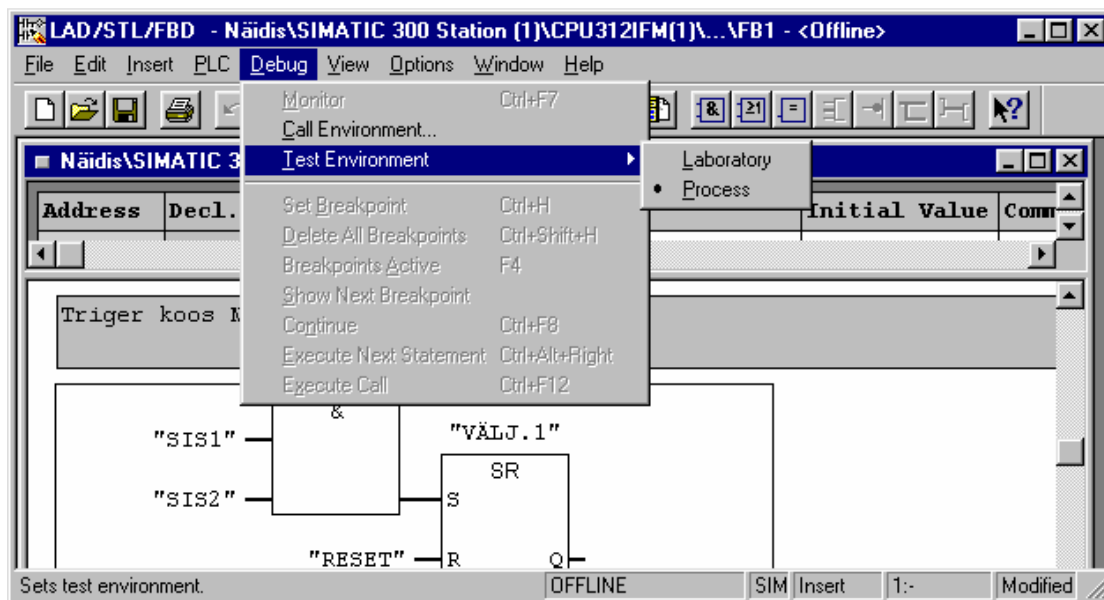 LAD/STL/FBD - Näidis\SIMATIC 300 Station (1)\CPU312IFM(1)\...\FB1 - <Offline>
File Edit Insert PLC Debug View Options Window Help
Monitor Ctrl+F7
Call Environment...
Test Environment
Laboratory
Process
Set Breakpoint Ctrl+H
Delete All Breakpoints Ctrl+Shift+H
Breakpoints Active F4
Show Next Breakpoint
Continue Ctrl+F8
Execute Next Statement Ctrl+Alt+Right
Execute Call Ctrl+F12
& ≥1 =
Näidis\SIMATIC 3
Address Decl. Initial Value Comm
Triger koos
&
"SIS1"
"VÄLJ.1"
SR
"SIS2" S
"RESET" R Q
Sets test environment. OFFLINE SIM Insert 1:- Modified